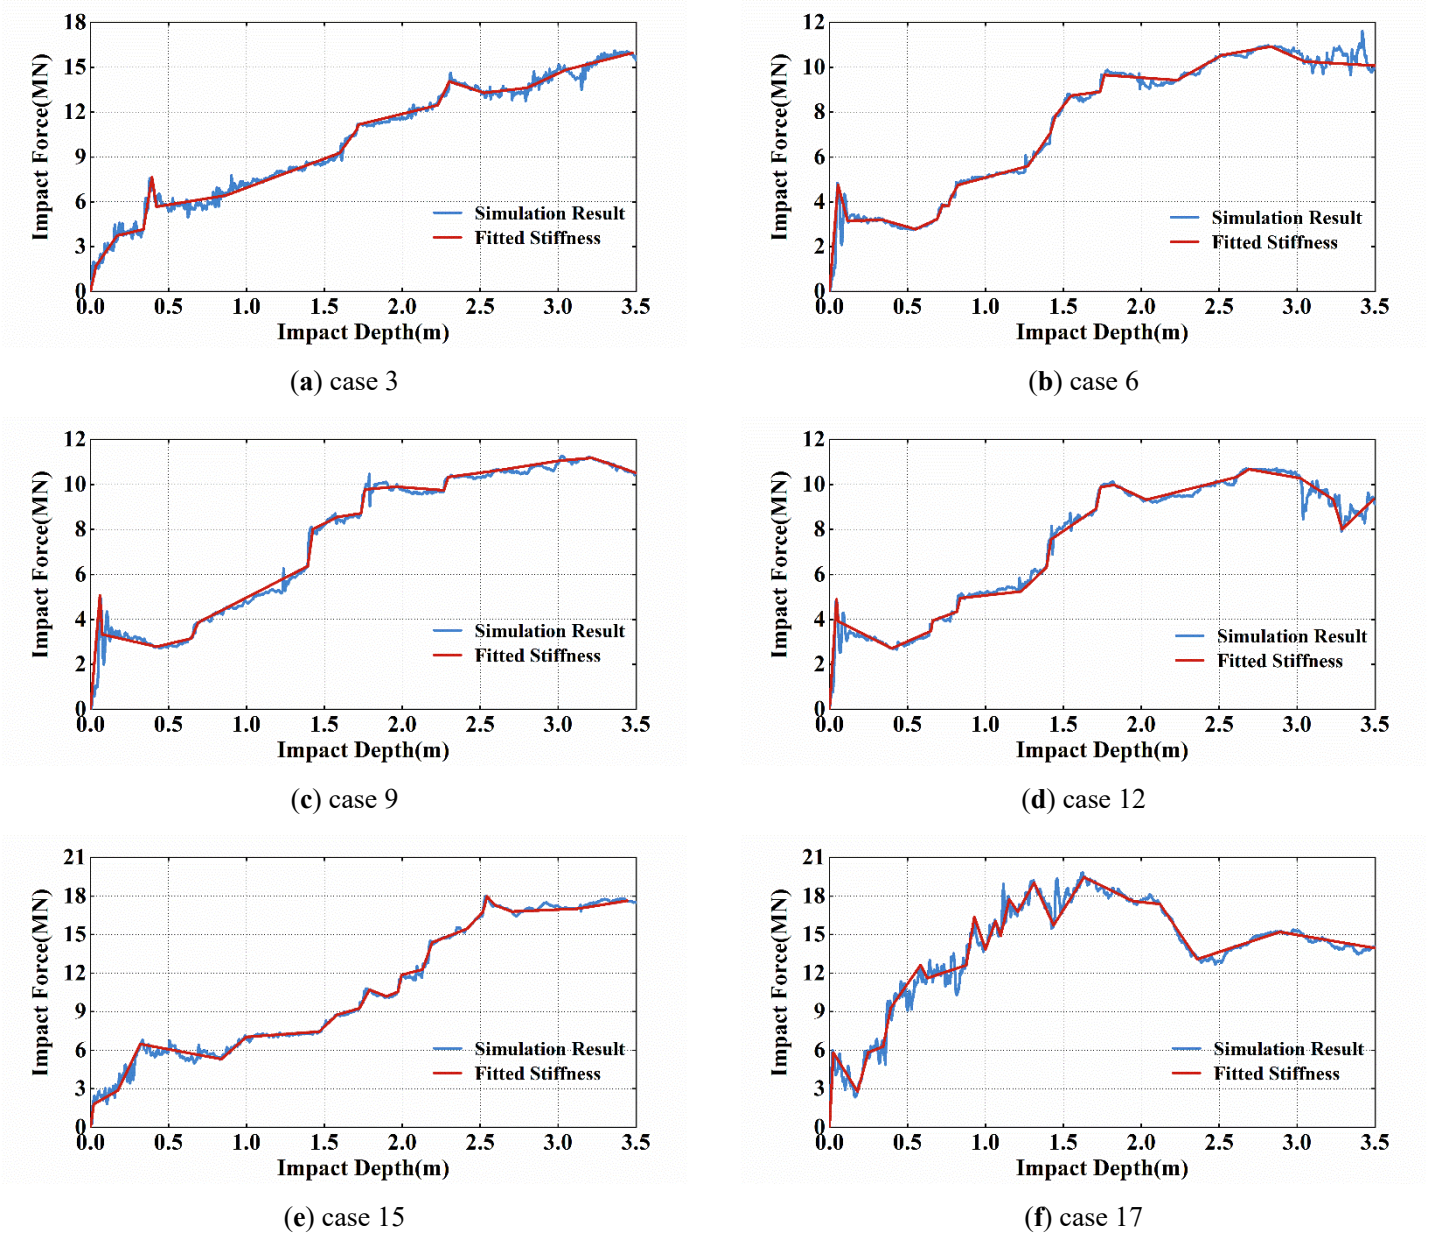 18
15
12
9
6
3
0
Impact Force(MN)
Simulation Result
Fitted Stiffness
0.0 0.5 1.0 1.5 2.0 2.5 3.0 3.5
Impact Depth(m)
(a) case 3
12
10
8
6
4
2
0
Impact Force(MN)
Simulation Result
Fitted Stiffness
0.0 0.5 1.0 1.5 2.0 2.5 3.0 3.5
Impact Depth(m)
(b) case 6
12
10
8
6
4
2
0
Impact Force(MN)
Simulation Result
Fitted Stiffness
0.0 0.5 1.0 1.5 2.0 2.5 3.0 3.5
Impact Depth(m)
(c) case 9
12
10
8
6
4
2
0
Impact Force(MN)
Simulation Result
Fitted Stiffness
0.0 0.5 1.0 1.5 2.0 2.5 3.0 3.5
Impact Depth(m)
(d) case 12
21
18
15
12
9
6
3
0
Impact Force(MN)
Simulation Result
Fitted Stiffness
0.0 0.5 1.0 1.5 2.0 2.5 3.0 3.5
Impact Depth(m)
(e) case 15
21
18
15
12
9
6
3
0
Impact Force(MN)
Simulation Result
Fitted Stiffness
0.0 0.5 1.0 1.5 2.0 2.5 3.0 3.5
Impact Depth(m)
(f) case 17